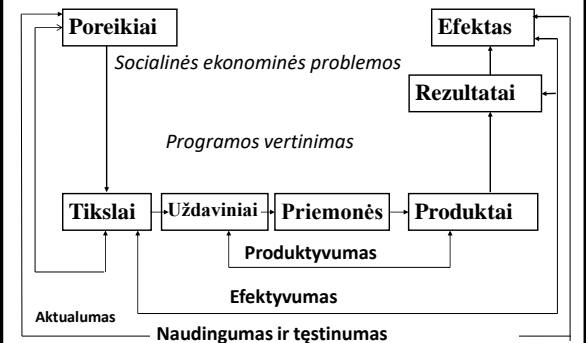 Poreikiai
Efektas
Socialinės ekonominės problemos
Rezultatai
Programos vertinimas
Tikslai
Uždaviniai
Priemonės
Produktai
Produktyvumas
Efektyvumas
Aktualumas
Naudingumas ir tęstinumas